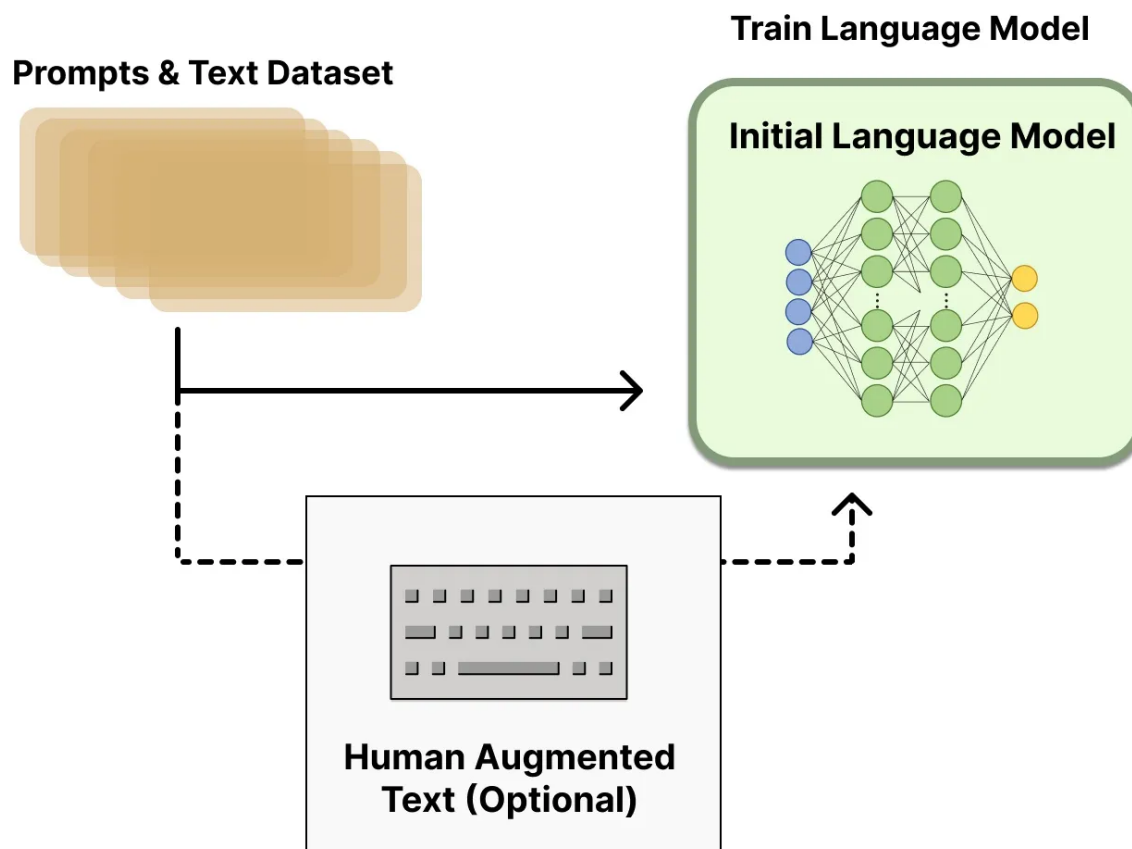 Train Language Model
Prompts & Text Dataset
Initial Language Model
Human Augmented
Text (Optional)